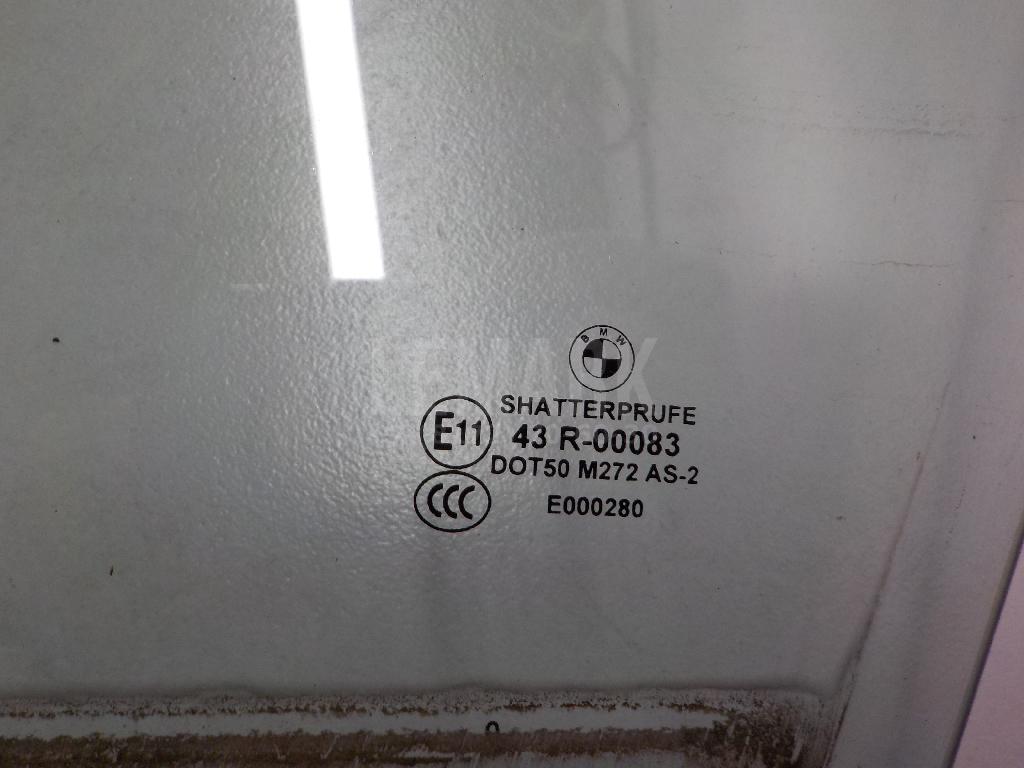 BMW
SHATTERPRUFE
E11
43 R-00083
DOT50 M272 AS-2
CCC
E000280